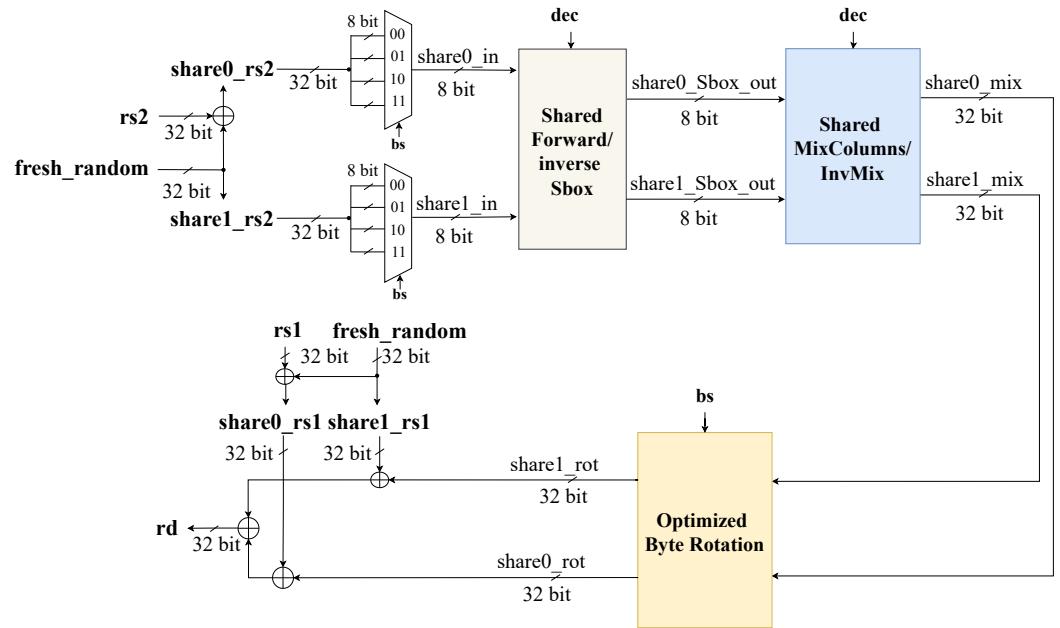 dec
dec
8 bit
00
01
10
11
share0_rs2
32 bit
share0_in
8 bit
bs
share0_Sbox_out
8 bit
share0_mix
32 bit
rs2
32 bit
Shared
Forward/
inverse
Sbox
Shared
MixColumns/
InvMix
fresh_random
32 bit
8 bit
00
01
10
11
share1_rs2
32 bit
share1_in
8 bit
bs
share1_Sbox_out
8 bit
share1_mix
32 bit
rs1
fresh_random
32 bit
32 bit
share0_rs1
share1_rs1
32 bit
32 bit
bs
share1_rot
32 bit
Optimized
Byte Rotation
rd
32 bit
share0_rot
32 bit